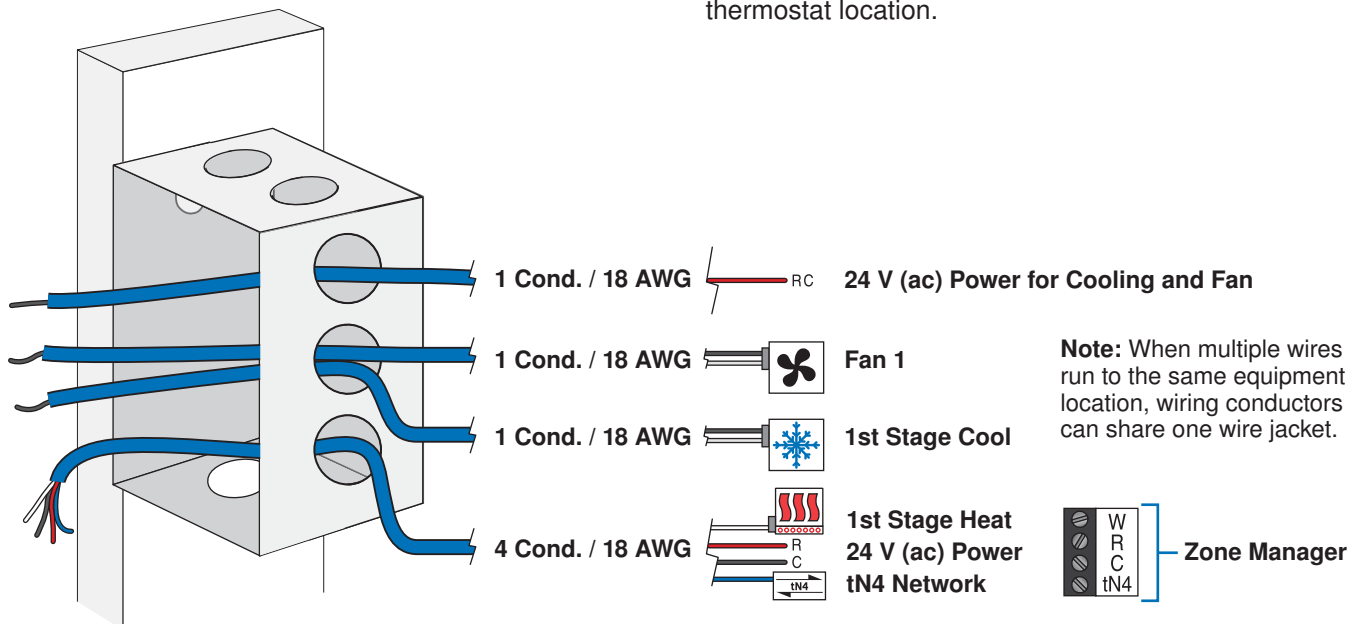 thermostat location.
1 Cond. / 18 AWG RC 24 V (ac) Power for Cooling and Fan
1 Cond. / 18 AWG Fan 1
Note: When multiple wires
run to the same equipment
location, wiring conductors
can share one wire jacket.
1 Cond. / 18 AWG 1st Stage Cool
4 Cond. / 18 AWG
1st Stage Heat
R 24 V (ac) Power
C
tN4 tN4 Network
W
R
C
tN4
Zone Manager